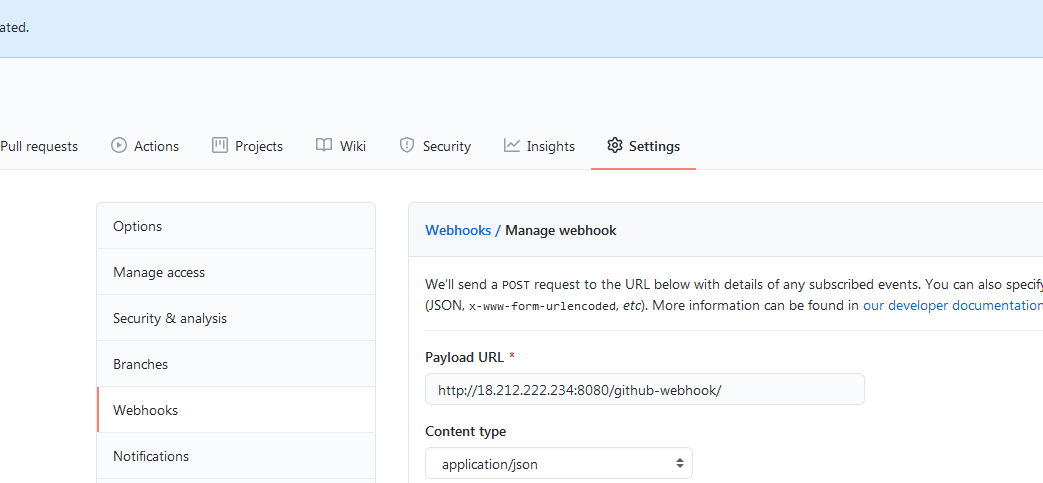 ated.
Pull requests Actions Projects Wiki Security Insights Settings
Options
Manage access
Security & analysis
Branches
Webhooks
Notifications
Webhooks / Manage webhook
We'll send a POST request to the URL below with details of any subscribed events. You can also specify
(JSON, x-www-form-urlencoded, etc). More information can be found in our developer documentation
Payload URL *
http://18.212.222.234:8080/github-webhook/
Content type
application/json